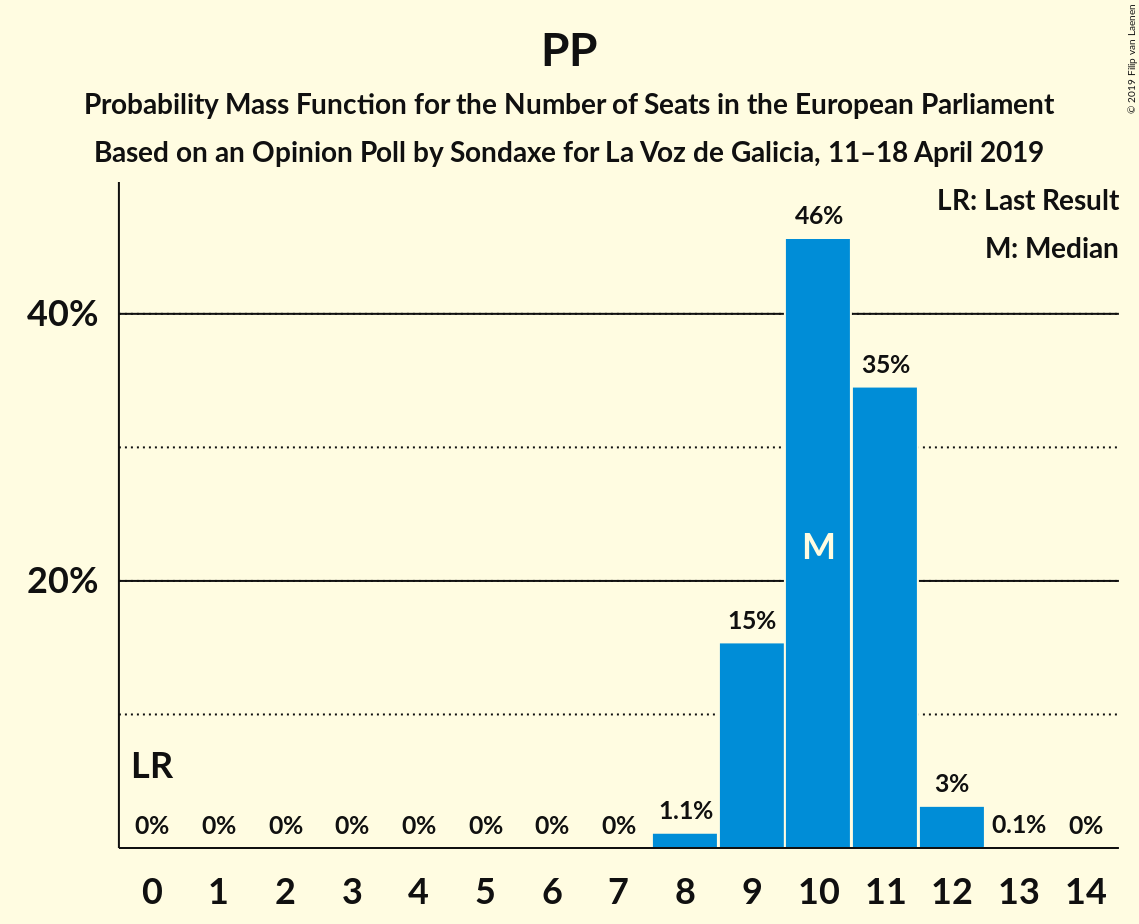 PP
Probability Mass Function for the Number of Seats in the European Parliament
Based on an Opinion Poll by Sondaxe for La Voz de Galicia, 11–18 April 2019
© 2019 Filip van Laenen
LR: Last Result
M: Median
46%
40%
35%
M
20%
15%
LR
3%
1.1%
0% 0% 0% 0% 0% 0% 0% 0% 0.1% 0%
0 1 2 3 4 5 6 7 8 9 10 11 12 13 14